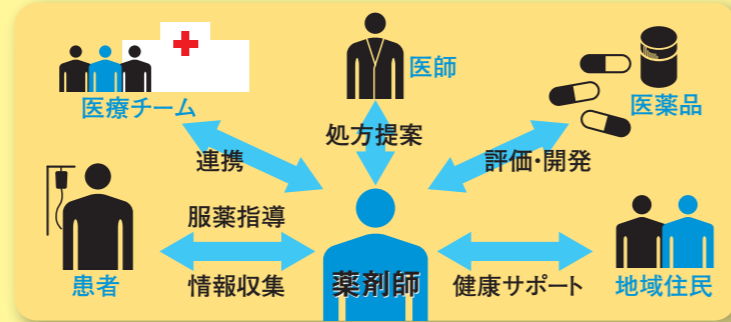 医師
医療チーム
医薬品
処方提案
連携
評価・開発
服薬指導
患者
情報収集
薬剤師
健康サポート
地域住民